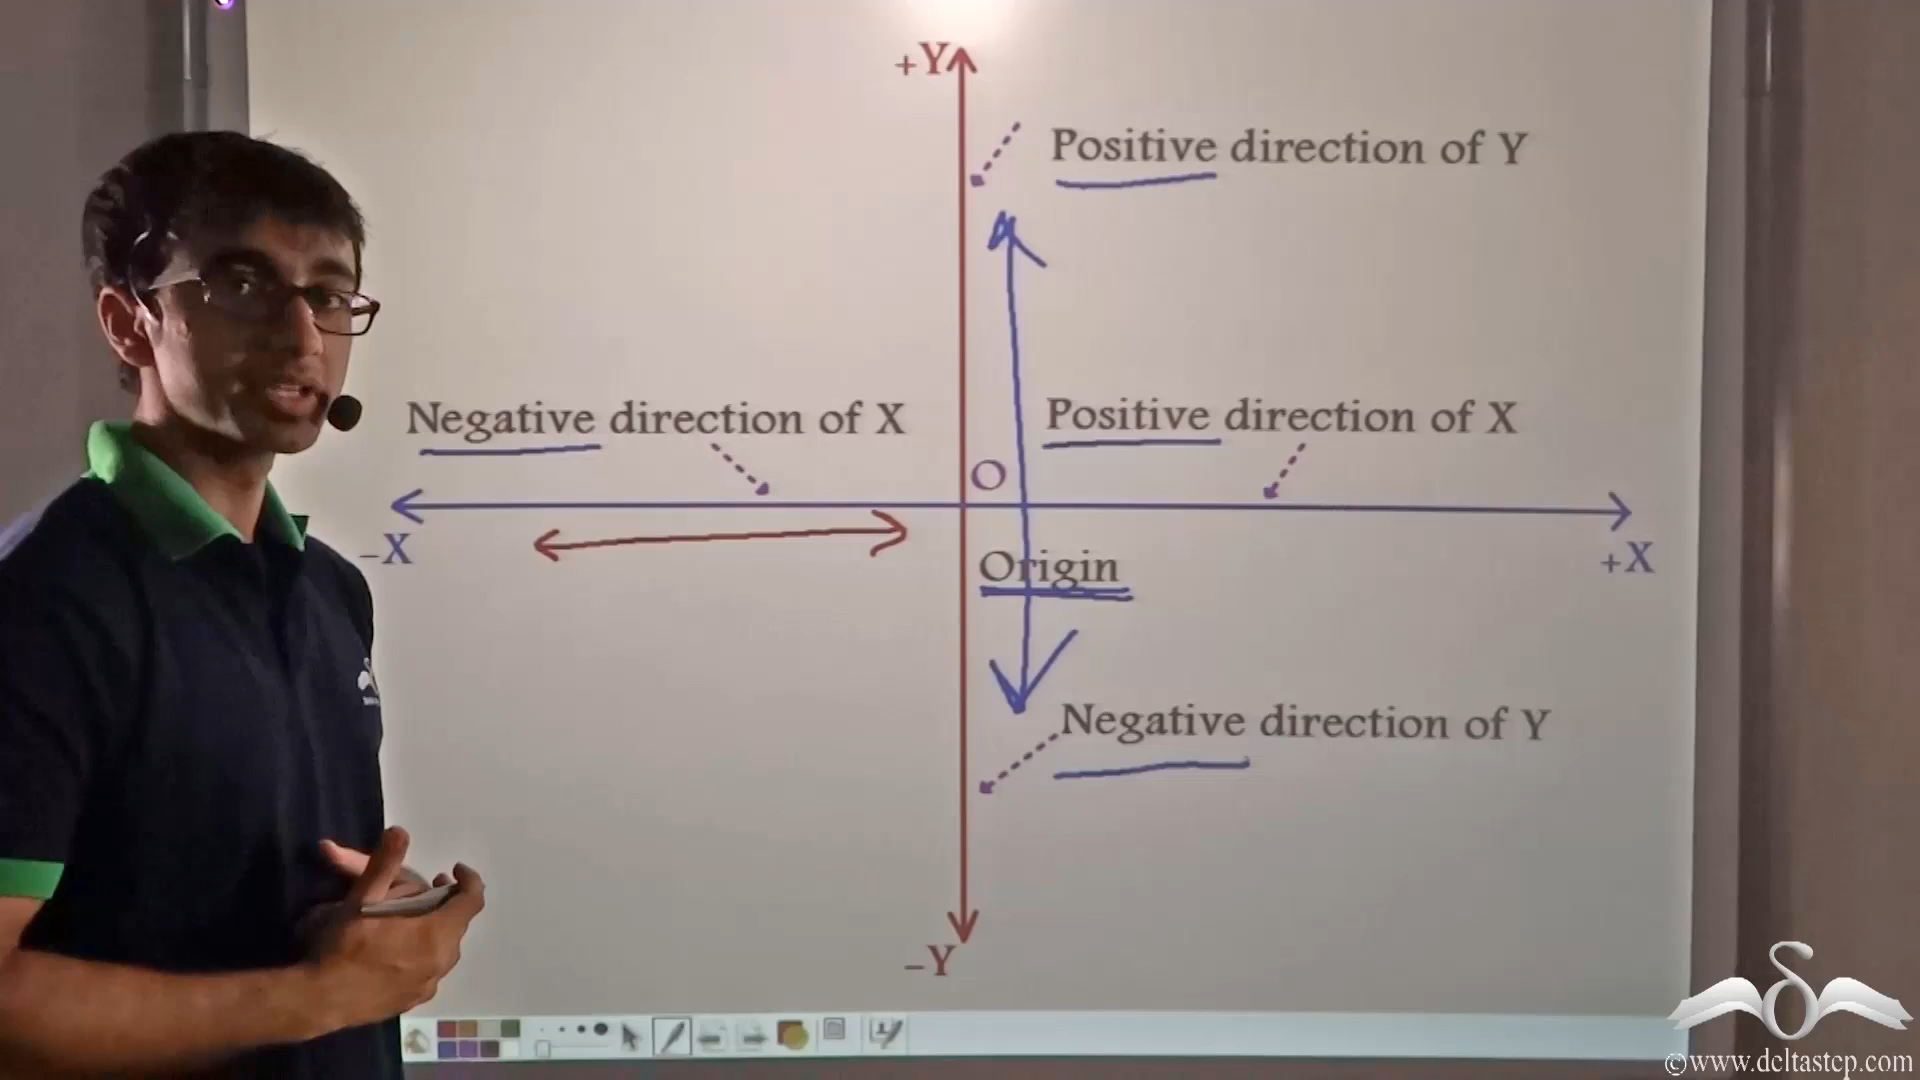 +Y
Positive direction of Y
Negative direction of X
Positive direction of X
O
–X
Origin
+X
Negative direction of Y
–Y
©www.deltastep.com